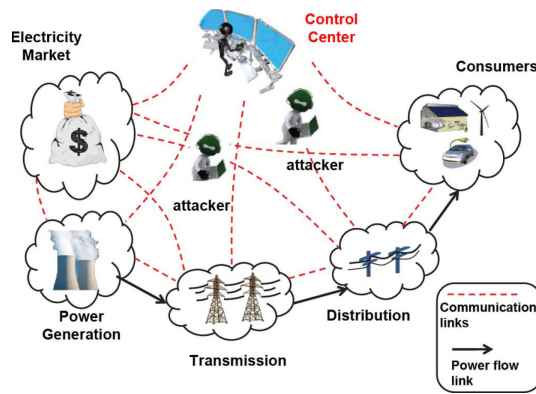 Electricity
Market
Control
Center
Consumers
attacker
attacker
$
Power
Generation
Transmission
Distribution
Communication
links
Power flow
link